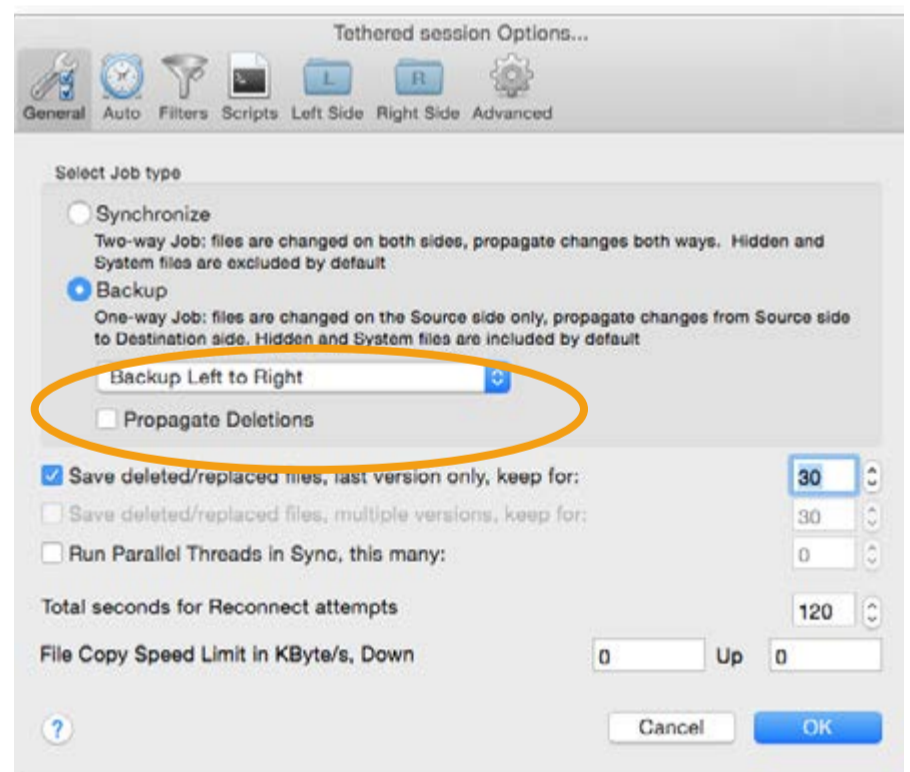 Tethered session Options...
General Auto Filters Scripts Left Side Right Side Advanced
L R
Select Job type
Synchronize
Two-way Job: files are changed on both sides, propagate changes both ways. Hidden and
System files are excluded by default
Backup
One-way Job: files are changed on the Source side only, propagate changes from Source side
to Destination side. Hidden and System files are included by default
Backup Left to Right
Propagate Deletions
Save deleted/replaced files, last version only, keep for: 30
Save deleted/replaced files, multiple versions, keep for: 30
Run Parallel Threads in Sync, this many: 0
Total seconds for Reconnect attempts 120
File Copy Speed Limit in KByte/s, Down 0 Up 0
? Cancel OK